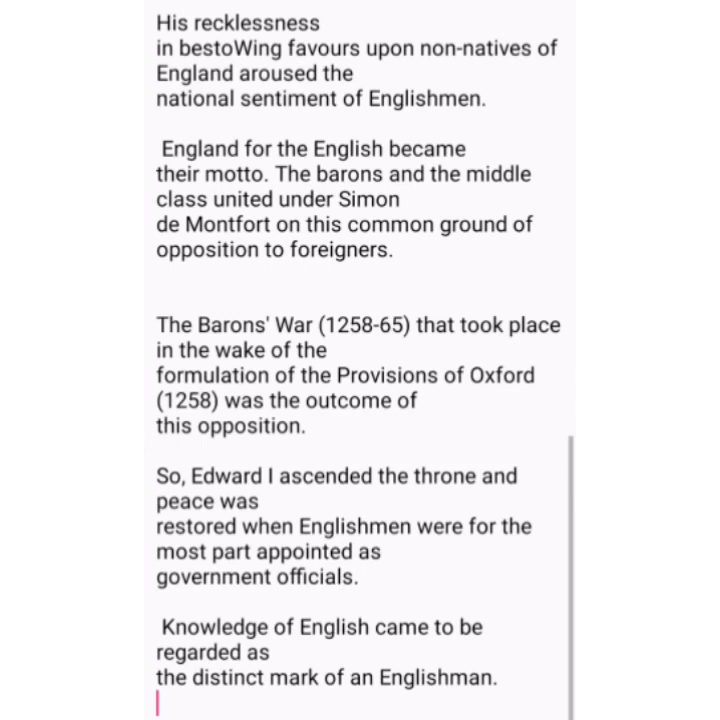 His recklessness
in bestoWing favours upon non-natives of
England aroused the
national sentiment of Englishmen.
England for the English became
their motto. The barons and the middle
class united under Simon
de Montfort on this common ground of
opposition to foreigners.
The Barons' War (1258-65) that took place
in the wake of the
formulation of the Provisions of Oxford
(1258) was the outcome of
this opposition.
So, Edward I ascended the throne and
peace was
restored when Englishmen were for the
most part appointed as
government officials.
Knowledge of English came to be
regarded as
the distinct mark of an Englishman.